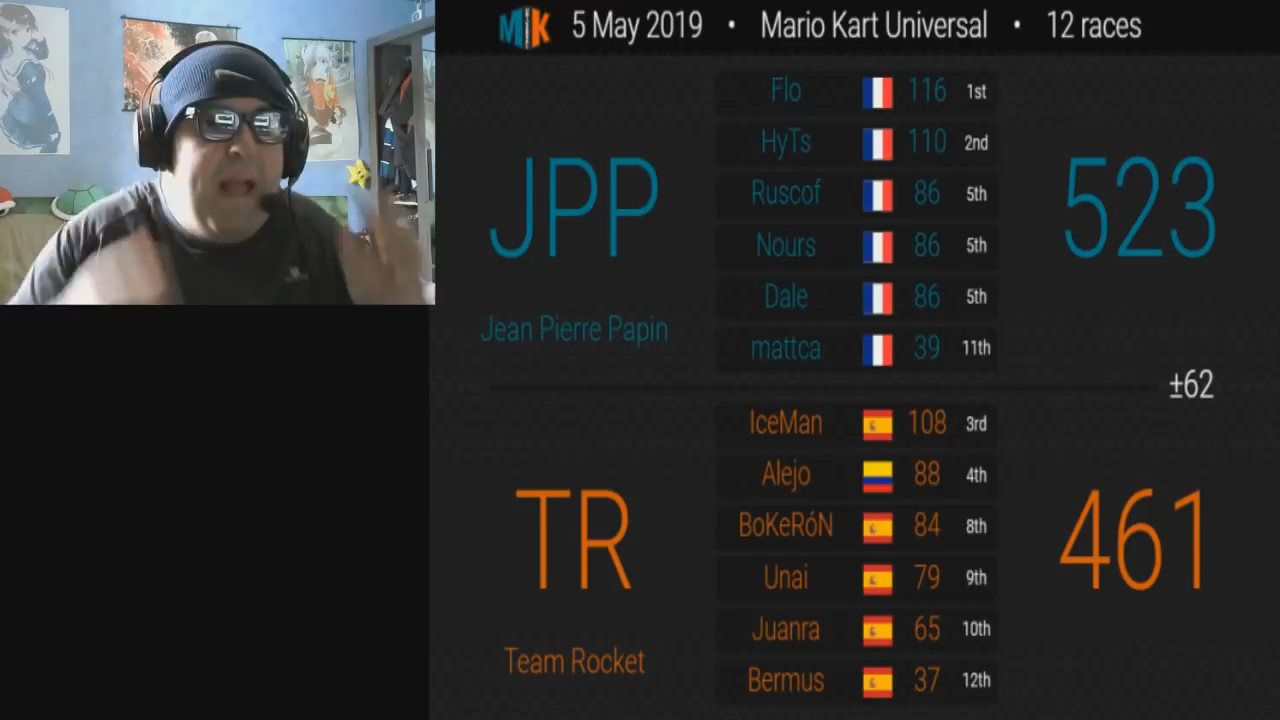 MK 5 May 2019 • Mario Kart Universal • 12 races
JPP
Jean Pierre Papin
Flo 116 1st
HyTs 110 2nd
Ruscof 86 5th
Nours 86 5th
Dale 86 5th
mattca 39 11th
523
±62
TR
Team Rocket
IceMan 108 3rd
Alejo 88 4th
BoKeRóN 84 8th
Unai 79 9th
Juanra 65 10th
Bermus 37 12th
461